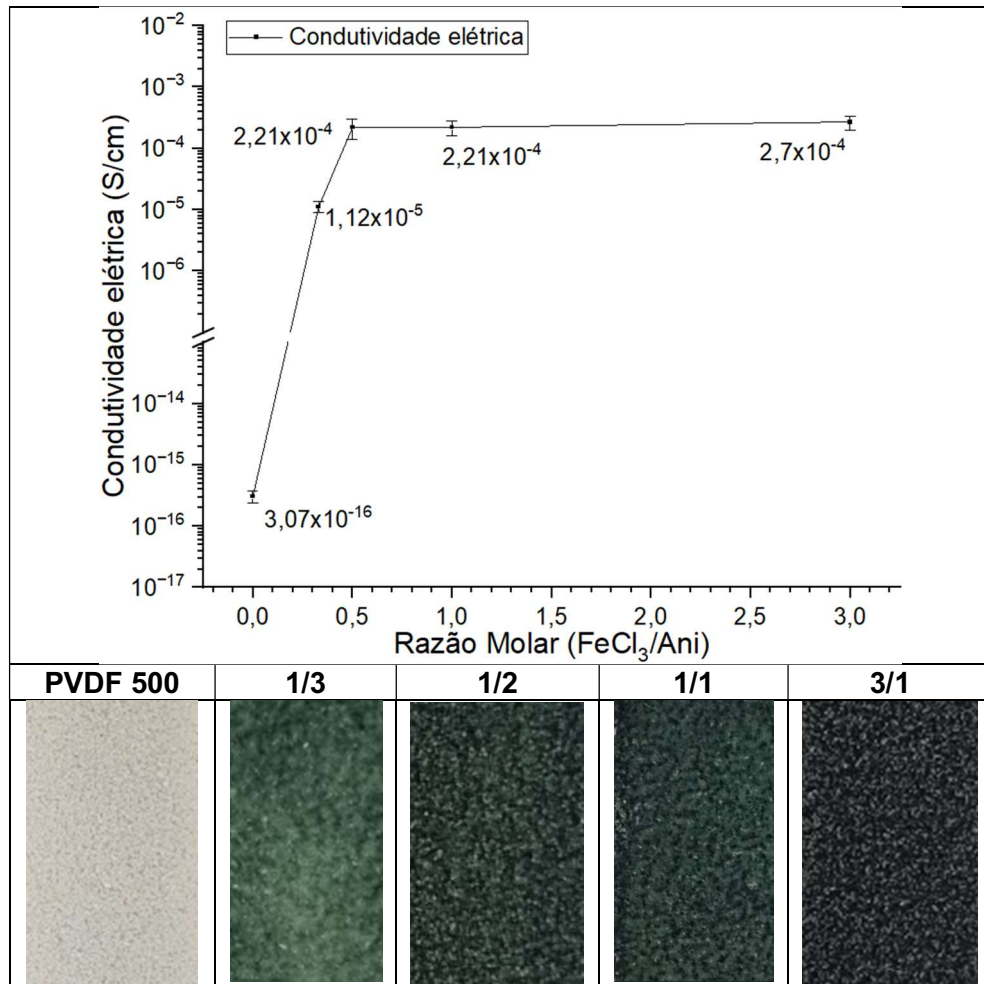 Condutividade elétrica
Condutividade elétrica (S/cm)
10⁻²
10⁻³
10⁻⁴
10⁻⁵
10⁻⁶
10⁻¹⁴
10⁻¹⁵
10⁻¹⁶
10⁻¹⁷
2,21x10⁻⁴
2,21x10⁻⁴
2,7x10⁻⁴
1,12x10⁻⁵
3,07x10⁻¹⁶
0,0 0,5 1,0 1,5 2,0 2,5 3,0
Razão Molar (FeCl₃/Ani)
PVDF 500 1/3 1/2 1/1 3/1